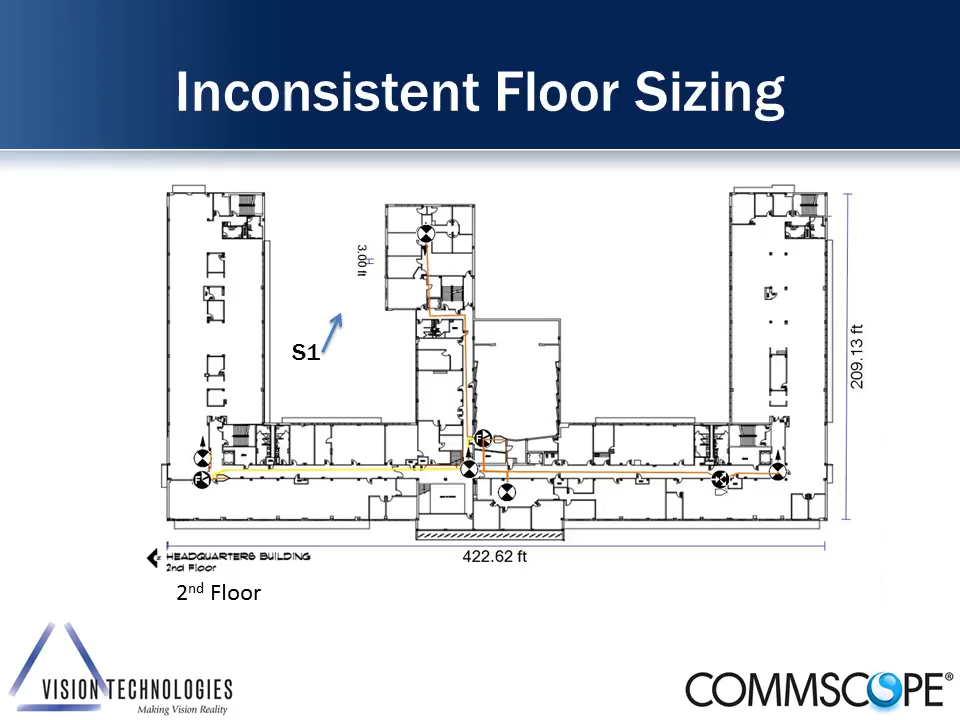 Inconsistent Floor Sizing
3.00 ft
S1
209.13 ft
422.62 ft
HEADQUARTERS BUILDING
2nd Floor
2nd Floor
VISION TECHNOLOGIES
Making Vision Reality
COMMSCOPE®